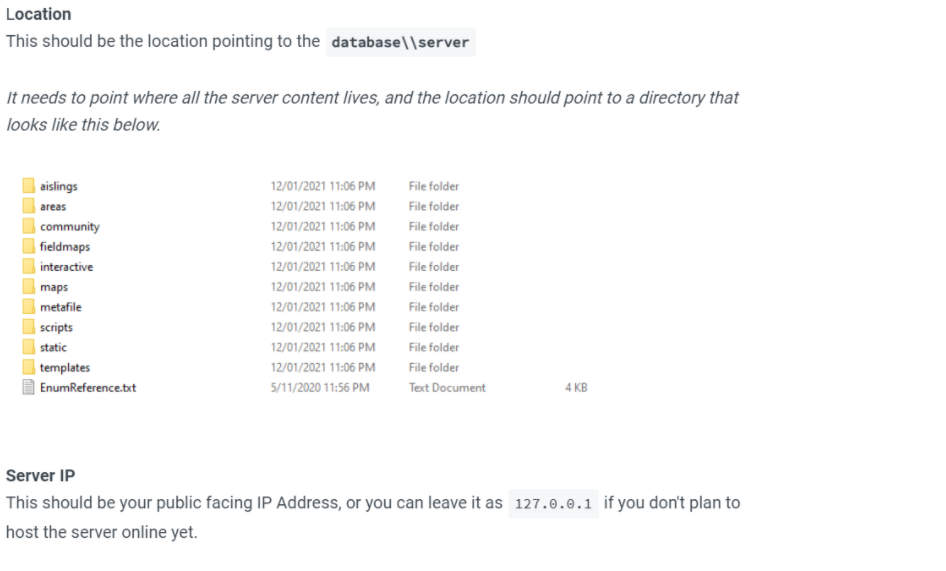 Location
This should be the location pointing to the database\\server
It needs to point where all the server content lives, and the location should point to a directory that
looks like this below.
aislings 12/01/2021 11:06 PM File folder
areas 12/01/2021 11:06 PM File folder
community 12/01/2021 11:06 PM File folder
fieldmaps 12/01/2021 11:06 PM File folder
interactive 12/01/2021 11:06 PM File folder
maps 12/01/2021 11:06 PM File folder
metafile 12/01/2021 11:06 PM File folder
scripts 12/01/2021 11:06 PM File folder
static 12/01/2021 11:06 PM File folder
templates 12/01/2021 11:06 PM File folder
EnumReference.txt 5/11/2020 11:56 PM Text Document 4 KB
Server IP
This should be your public facing IP Address, or you can leave it as 127.0.0.1 if you don't plan to
host the server online yet.